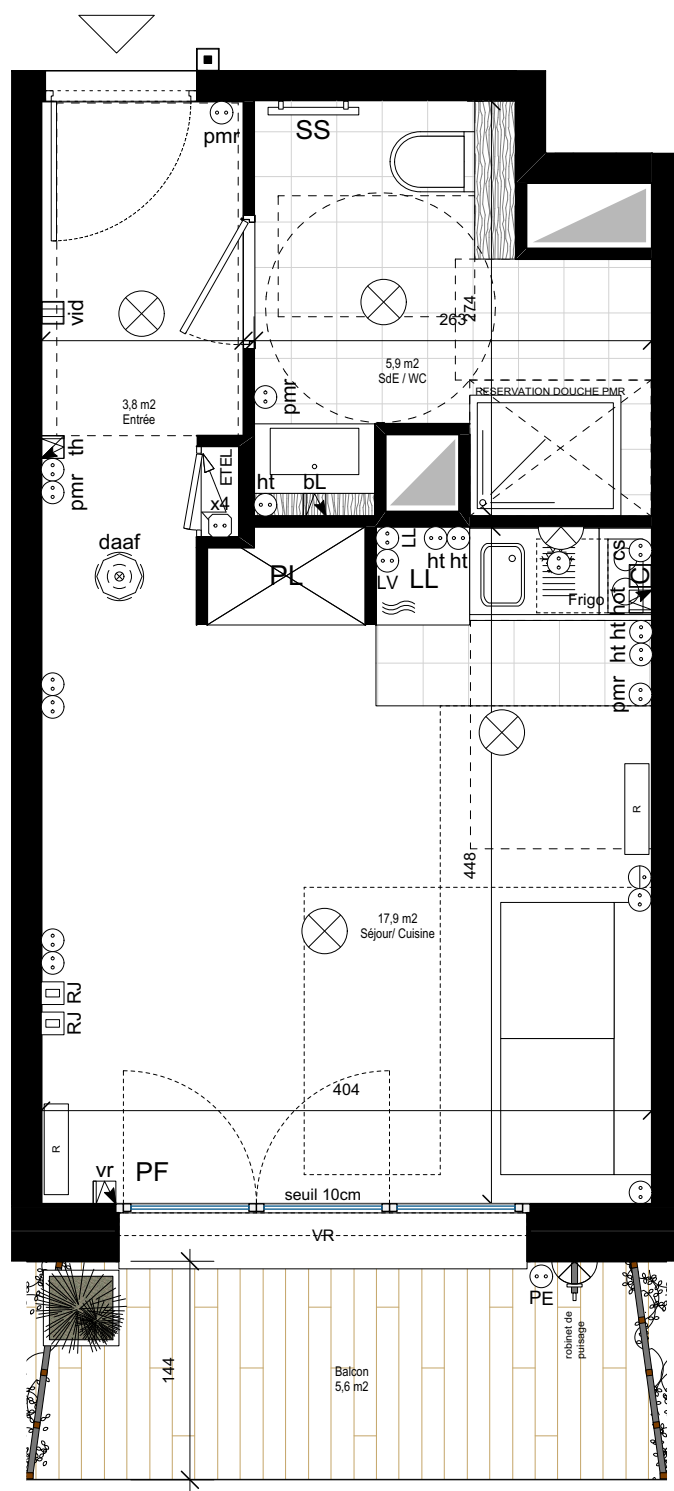 pmr
SS
vid
263
274
5,9 m2
SdE / WC
3,8 m2
Entrée
pmr
RESERVATION DOUCHE PMR
th
pmr
ETEL
x4
ht
bL
daaf
PL
LL
LV
LL
ht
ht
Frigo
cs
C
hot
ht
ht
pmr
R
448
17,9 m2
Séjour/ Cuisine
RJ
RJ
404
R
vr
PF
seuil 10cm
VR
PE
robinet de
puisage
144
Balcon
5,6 m2